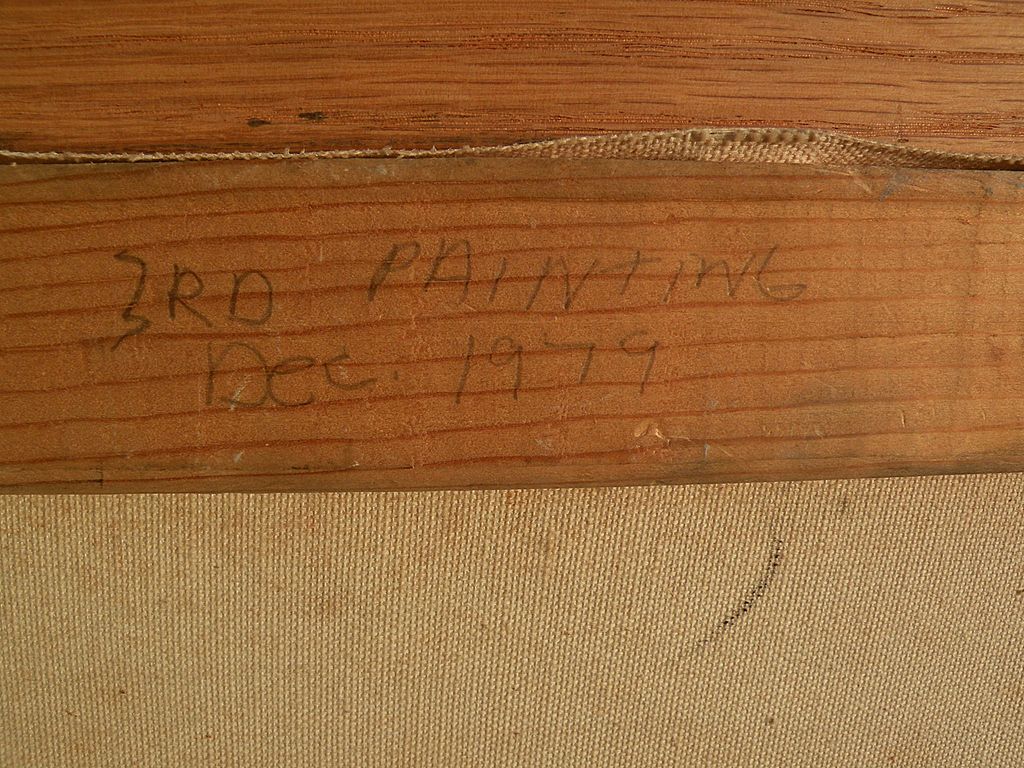 3RD PAINTING
Dec. 1979